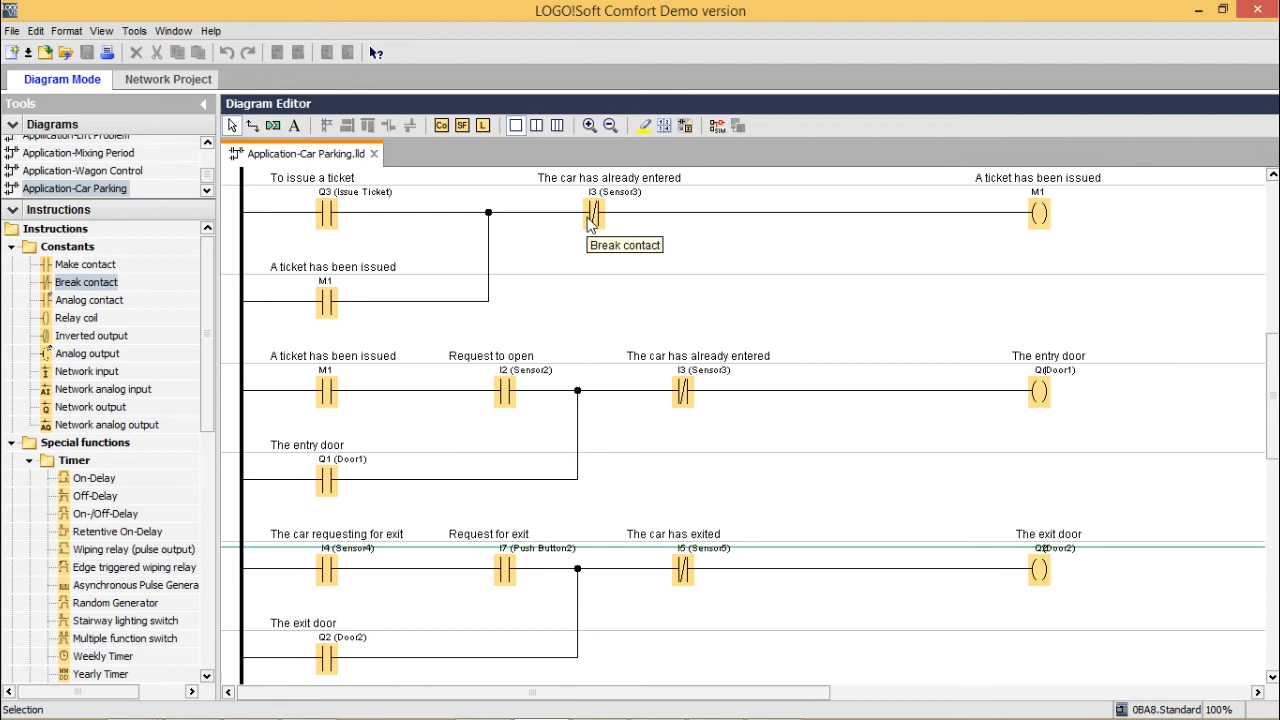 LOGO!Soft Comfort Demo version
File Edit Format View Tools Window Help
Diagram Mode
Network Project
Tools
Diagrams
Application-Lift Problem
Application-Mixing Period
Application-Wagon Control
Application-Car Parking
Instructions
Instructions
Constants
Make contact
Break contact
Analog contact
Relay coil
Inverted output
Analog output
Network input
Network analog input
Network output
Network analog output
Special functions
Timer
On-Delay
Off-Delay
On-/Off-Delay
Retentive On-Delay
Wiping relay (pulse output)
Edge triggered wiping relay
Asynchronous Pulse Genera
Random Generator
Stairway lighting switch
Multiple function switch
Weekly Timer
Yearly Timer
Diagram Editor
A Co SF L
Application-Car Parking.lld
To issue a ticket The car has already entered A ticket has been issued
Q3 (Issue Ticket) I3 (Sensor3) M1
Break contact
A ticket has been issued
M1
A ticket has been issued Request to open The car has already entered The entry door
M1 I2 (Sensor2) I3 (Sensor3) Q1(Door1)
The entry door
Q1 (Door1)
The car requesting for exit Request for exit The car has exited The exit door
I4 (Sensor4) I7 (Push Button2) I5 (Sensor5) Q2(Door2)
The exit door
Q2 (Door2)
Selection
0BA8.Standard 100%